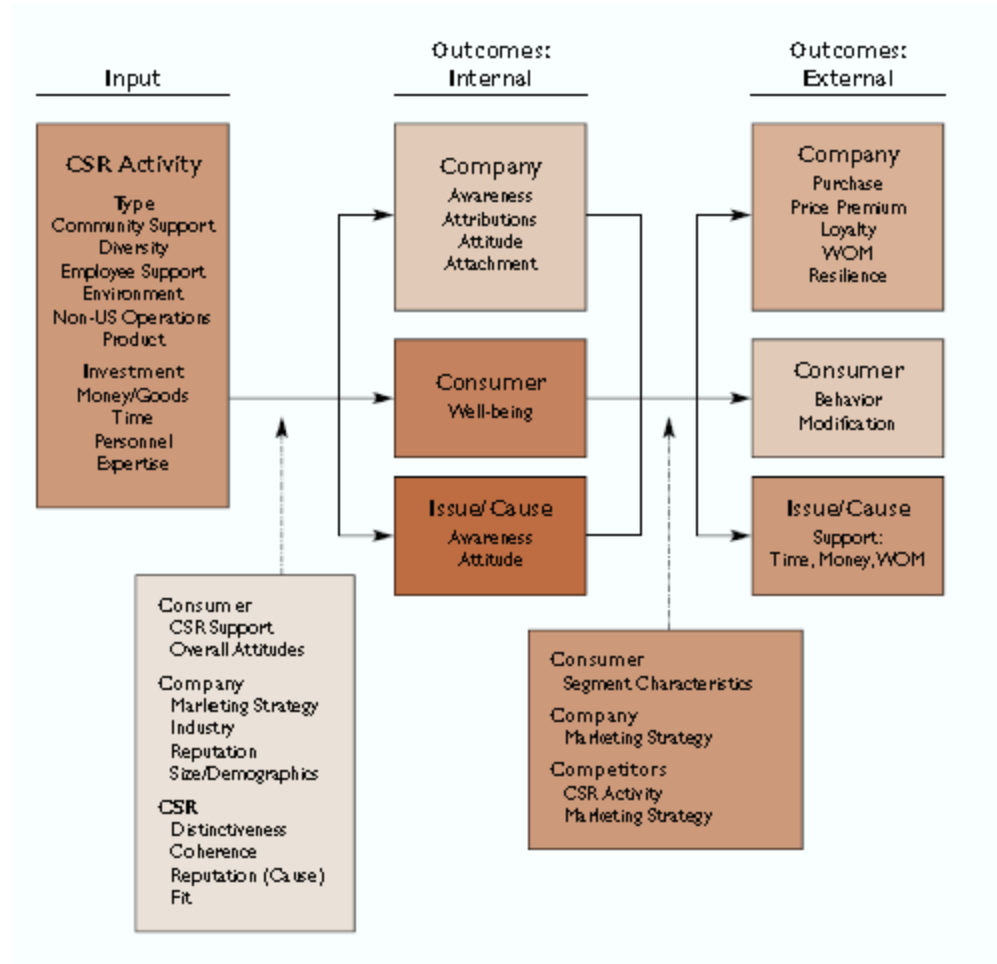 Input
Outcomes:
Internal
Outcomes:
External
CSR Activity
Type
Community Support
Diversity
Employee Support
Environment
Non-US Operations
Product
Investment
Money/Goods
Time
Personnel
Expertise
Company
Awareness
Attributions
Attitude
Attachment
Consumer
Well-being
Issue/Cause
Awareness
Attitude
Company
Purchase
Price Premium
Loyalty
WOM
Resilience
Consumer
Behavior
Modification
Issue/Cause
Support:
Time, Money, WOM
Consumer
CSR Support
Overall Attitudes
Company
Marketing Strategy
Industry
Reputation
Size/Demographics
CSR
Distinctiveness
Coherence
Reputation (Cause)
Fit
Consumer
Segment Characteristics
Company
Marketing Strategy
Competitors
CSR Activity
Marketing Strategy